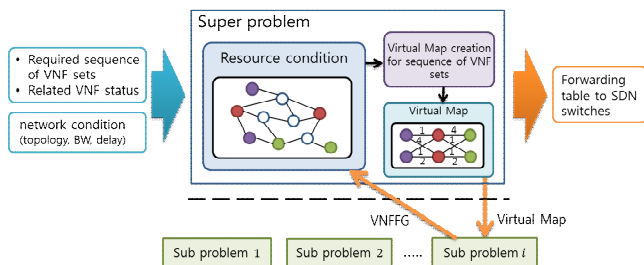 Super problem
• Required sequence
of VNF sets
• Related VNF status
network condition
(topology, BW, delay)
Resource condition
Virtual Map creation
for sequence of VNF
sets
Virtual Map
1 4
4 1
1 1
2 2
Forwarding
table to SDN
switches
VNFFG
Virtual Map
Sub problem 1
Sub problem 2
.....
Sub problem i